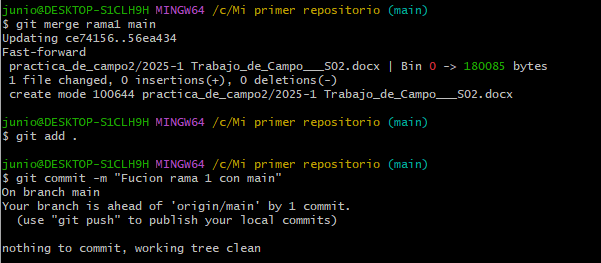 junio@DESKTOP-S1CLH9H MINGW64 /c/Mi primer repositorio (main)
$ git merge rama1 main
Updating ce74156..56ea434
Fast-forward
 practica_de_campo2/2025-1 Trabajo_de_Campo___S02.docx | Bin 0 -> 180085 bytes
 1 file changed, 0 insertions(+), 0 deletions(-)
 create mode 100644 practica_de_campo2/2025-1 Trabajo_de_Campo___S02.docx
junio@DESKTOP-S1CLH9H MINGW64 /c/Mi primer repositorio (main)
$ git add .
junio@DESKTOP-S1CLH9H MINGW64 /c/Mi primer repositorio (main)
$ git commit -m "Fucion rama 1 con main"
On branch main
Your branch is ahead of 'origin/main' by 1 commit.
  (use "git push" to publish your local commits)
nothing to commit, working tree clean